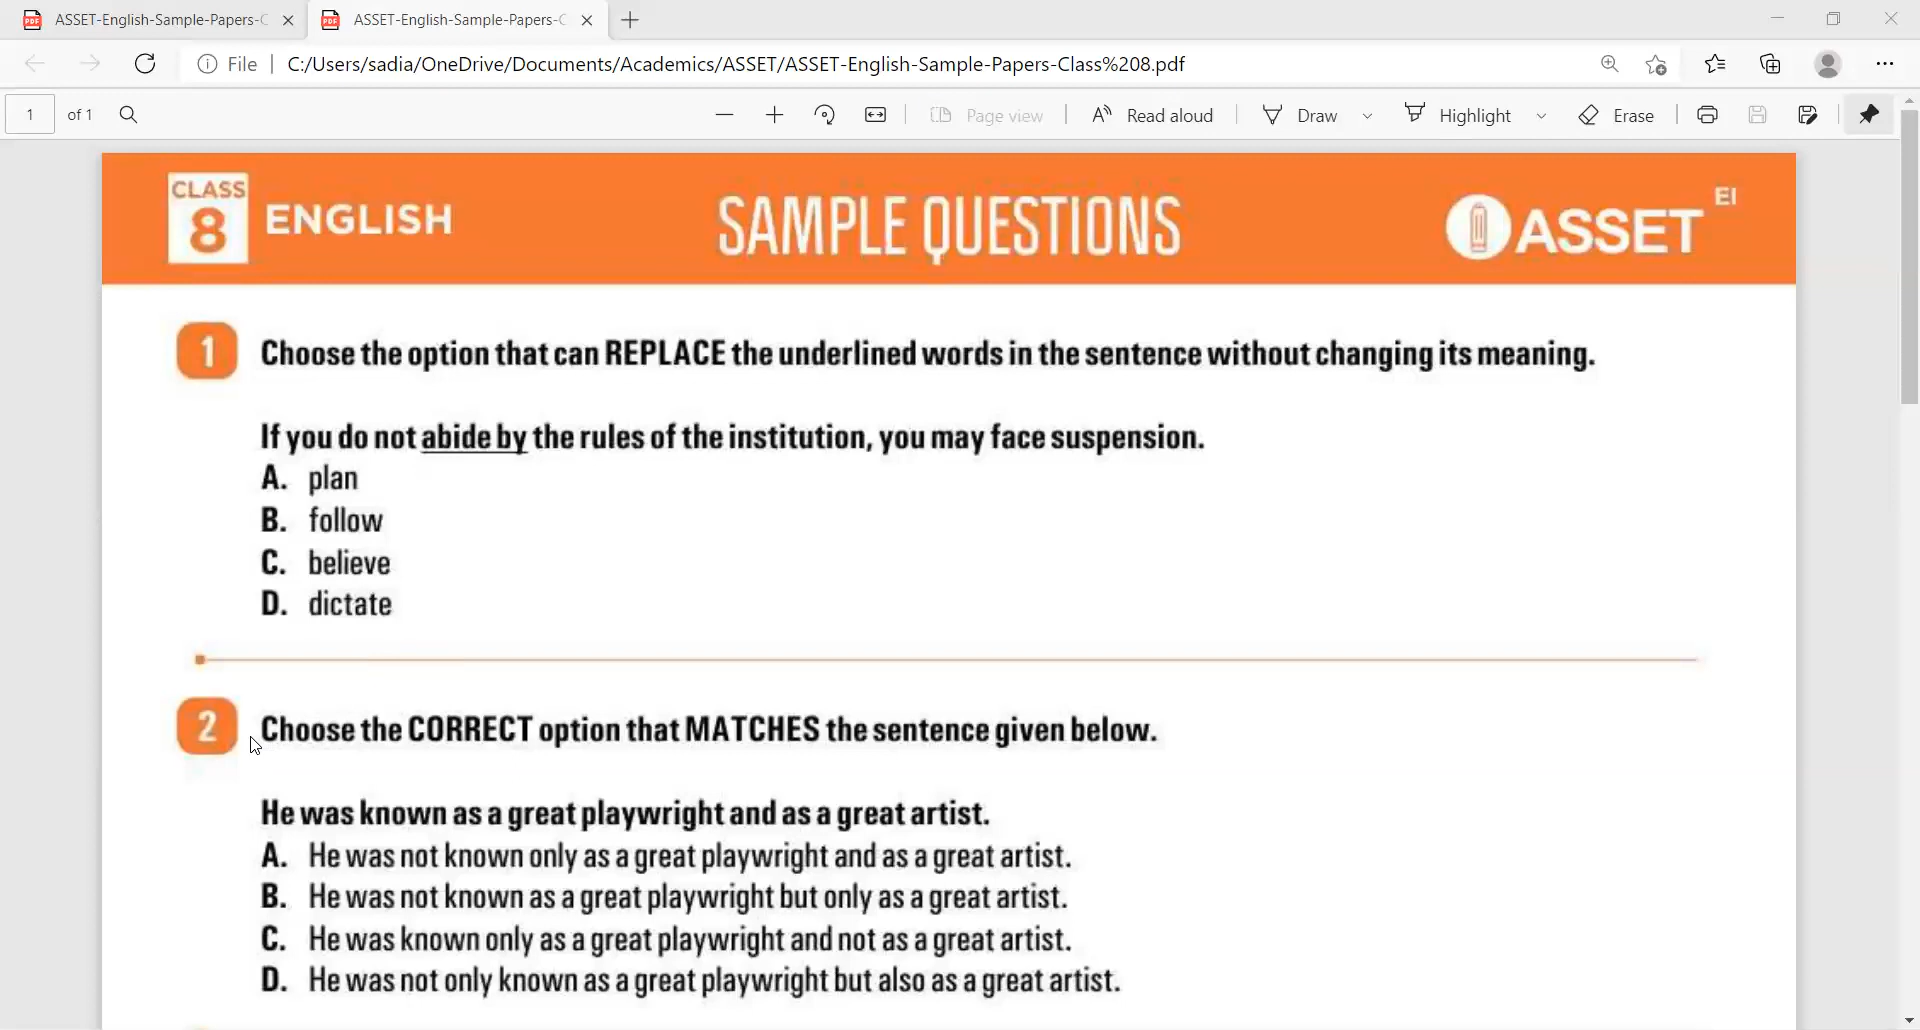 ASSET-English-Sample-Papers-C
ASSET-English-Sample-Papers-C
File C:/Users/sadia/OneDrive/Documents/Academics/ASSET/ASSET-English-Sample-Papers-Class%208.pdf
1 of 1 Page view Read aloud Draw Highlight Erase
CLASS
8
ENGLISH
SAMPLE QUESTIONS
EI
ASSET
1 Choose the option that can REPLACE the underlined words in the sentence without changing its meaning.
If you do not abide by the rules of the institution, you may face suspension.
A. plan
B. follow
C. believe
D. dictate
2 Choose the CORRECT option that MATCHES the sentence given below.
He was known as a great playwright and as a great artist.
A. He was not known only as a great playwright and as a great artist.
B. He was not known as a great playwright but only as a great artist.
C. He was known only as a great playwright and not as a great artist.
D. He was not only known as a great playwright but also as a great artist.